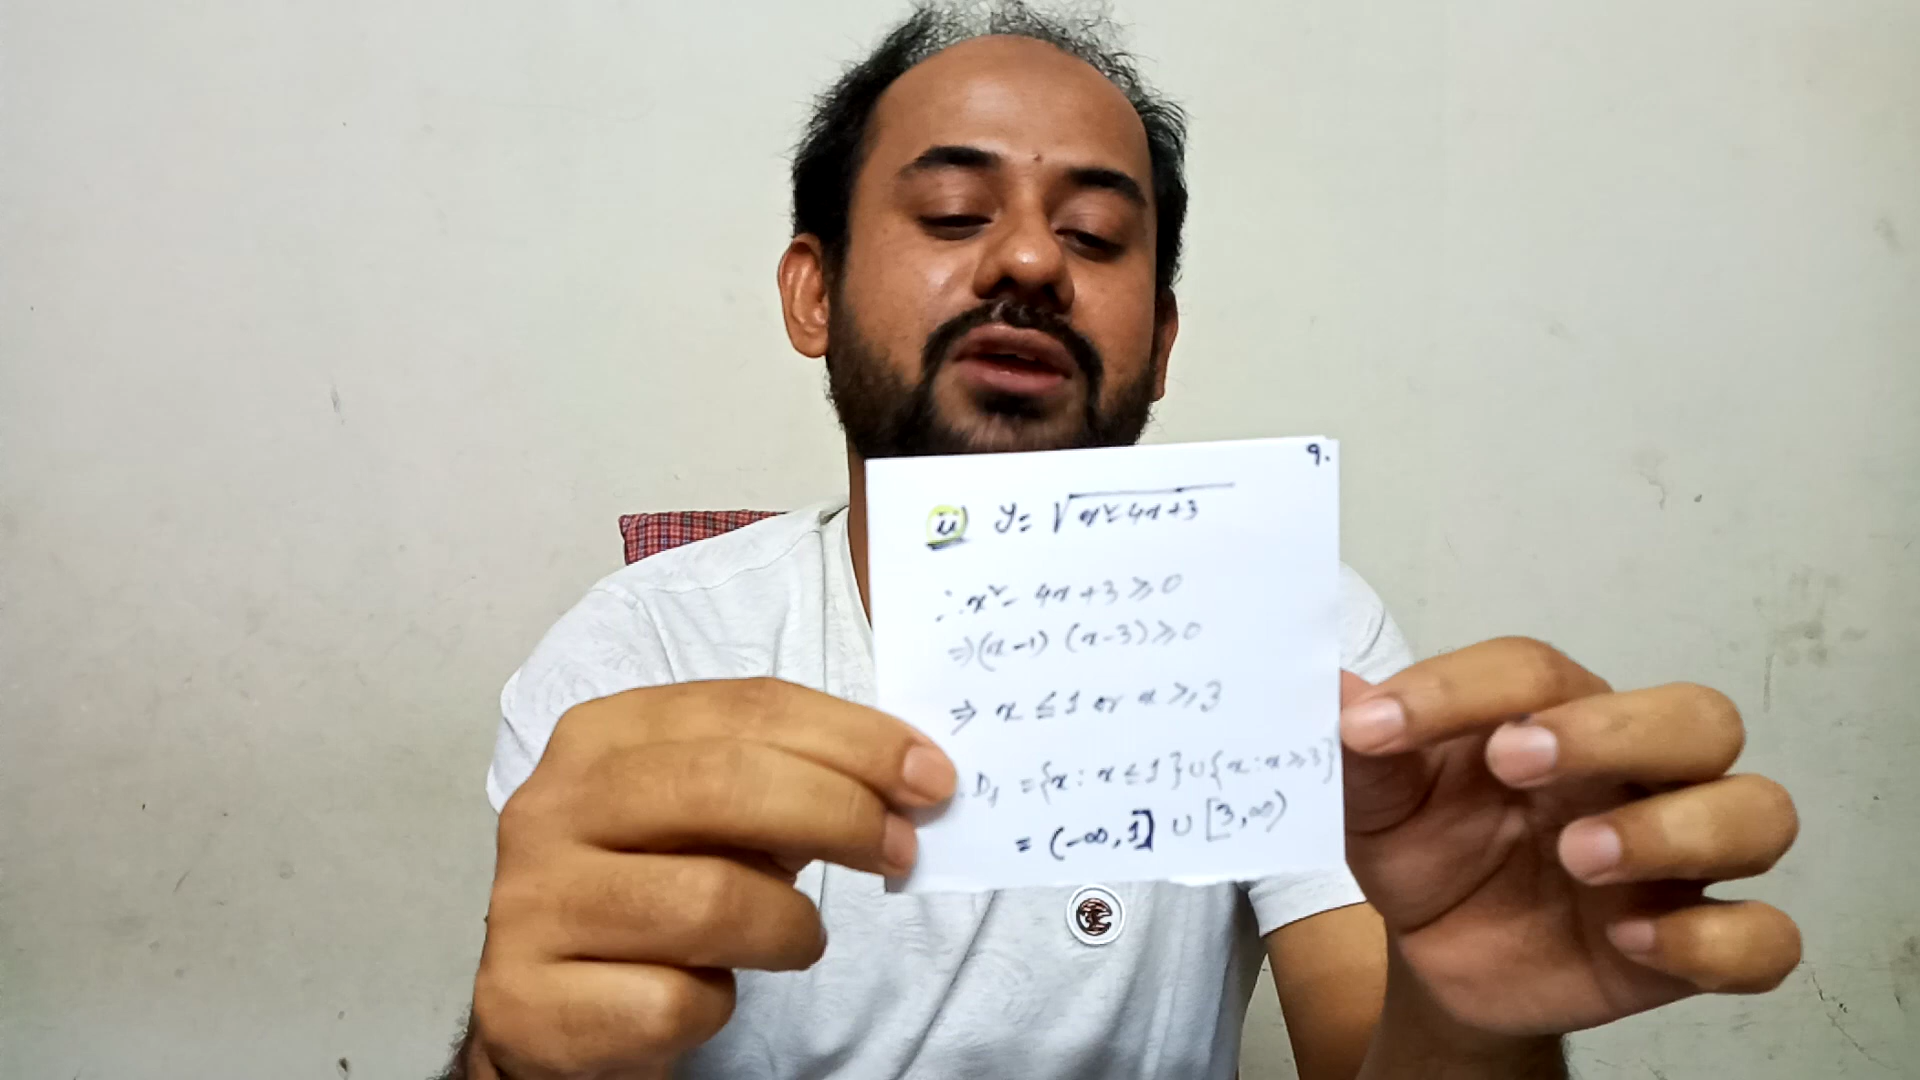 9.
ii) y = √x² - 4x + 3
∴ x² - 4x + 3 ⩾ 0
⇒ (x - 1) (x - 3) ⩾ 0
⇒ x ≤ 1 or x ⩾ 3
∴ Df = {x : x ≤ 1} ∪ {x : x ⩾ 3}
= (-∞, 1] ∪ [3, ∞)